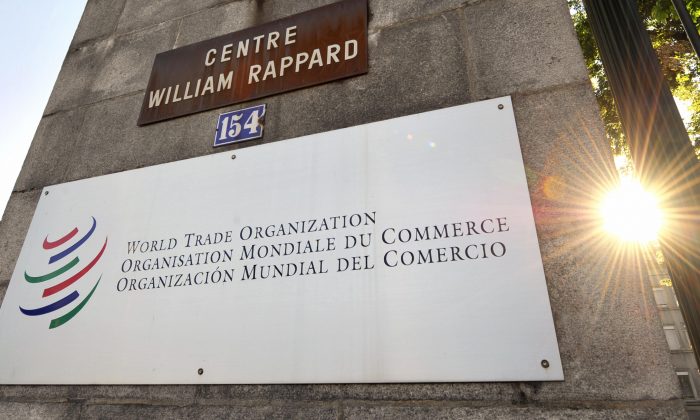 CENTRE
WILLIAM RAPPARD
154
WORLD TRADE ORGANIZATION
ORGANISATION MONDIALE DU COMMERCE
ORGANIZACIÓN MUNDIAL DEL COMERCIO